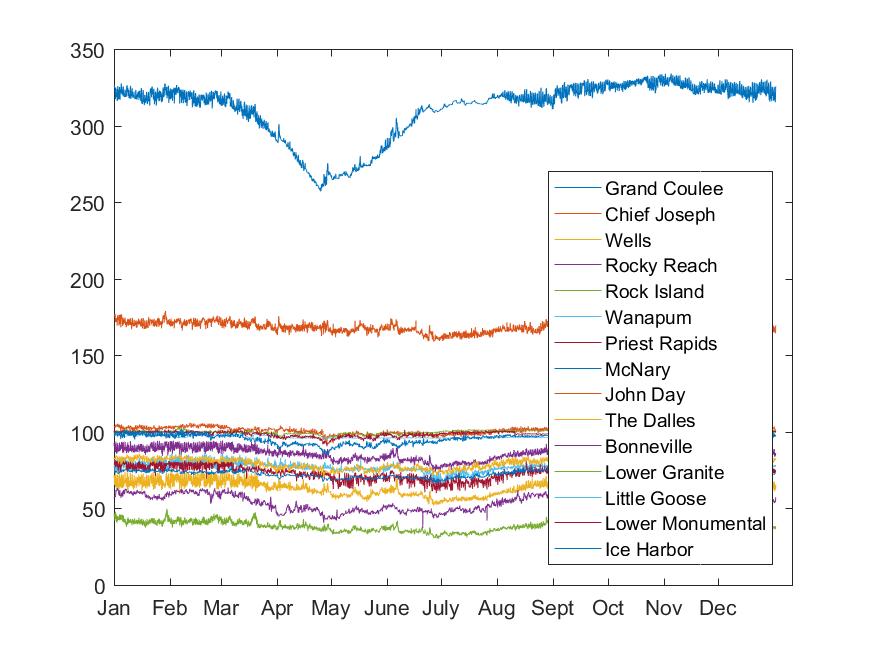 350
300
250
200
150
100
50
0
Jan Feb Mar Apr May June July Aug Sept Oct Nov Dec
Grand Coulee
Chief Joseph
Wells
Rocky Reach
Rock Island
Wanapum
Priest Rapids
McNary
John Day
The Dalles
Bonneville
Lower Granite
Little Goose
Lower Monumental
Ice Harbor